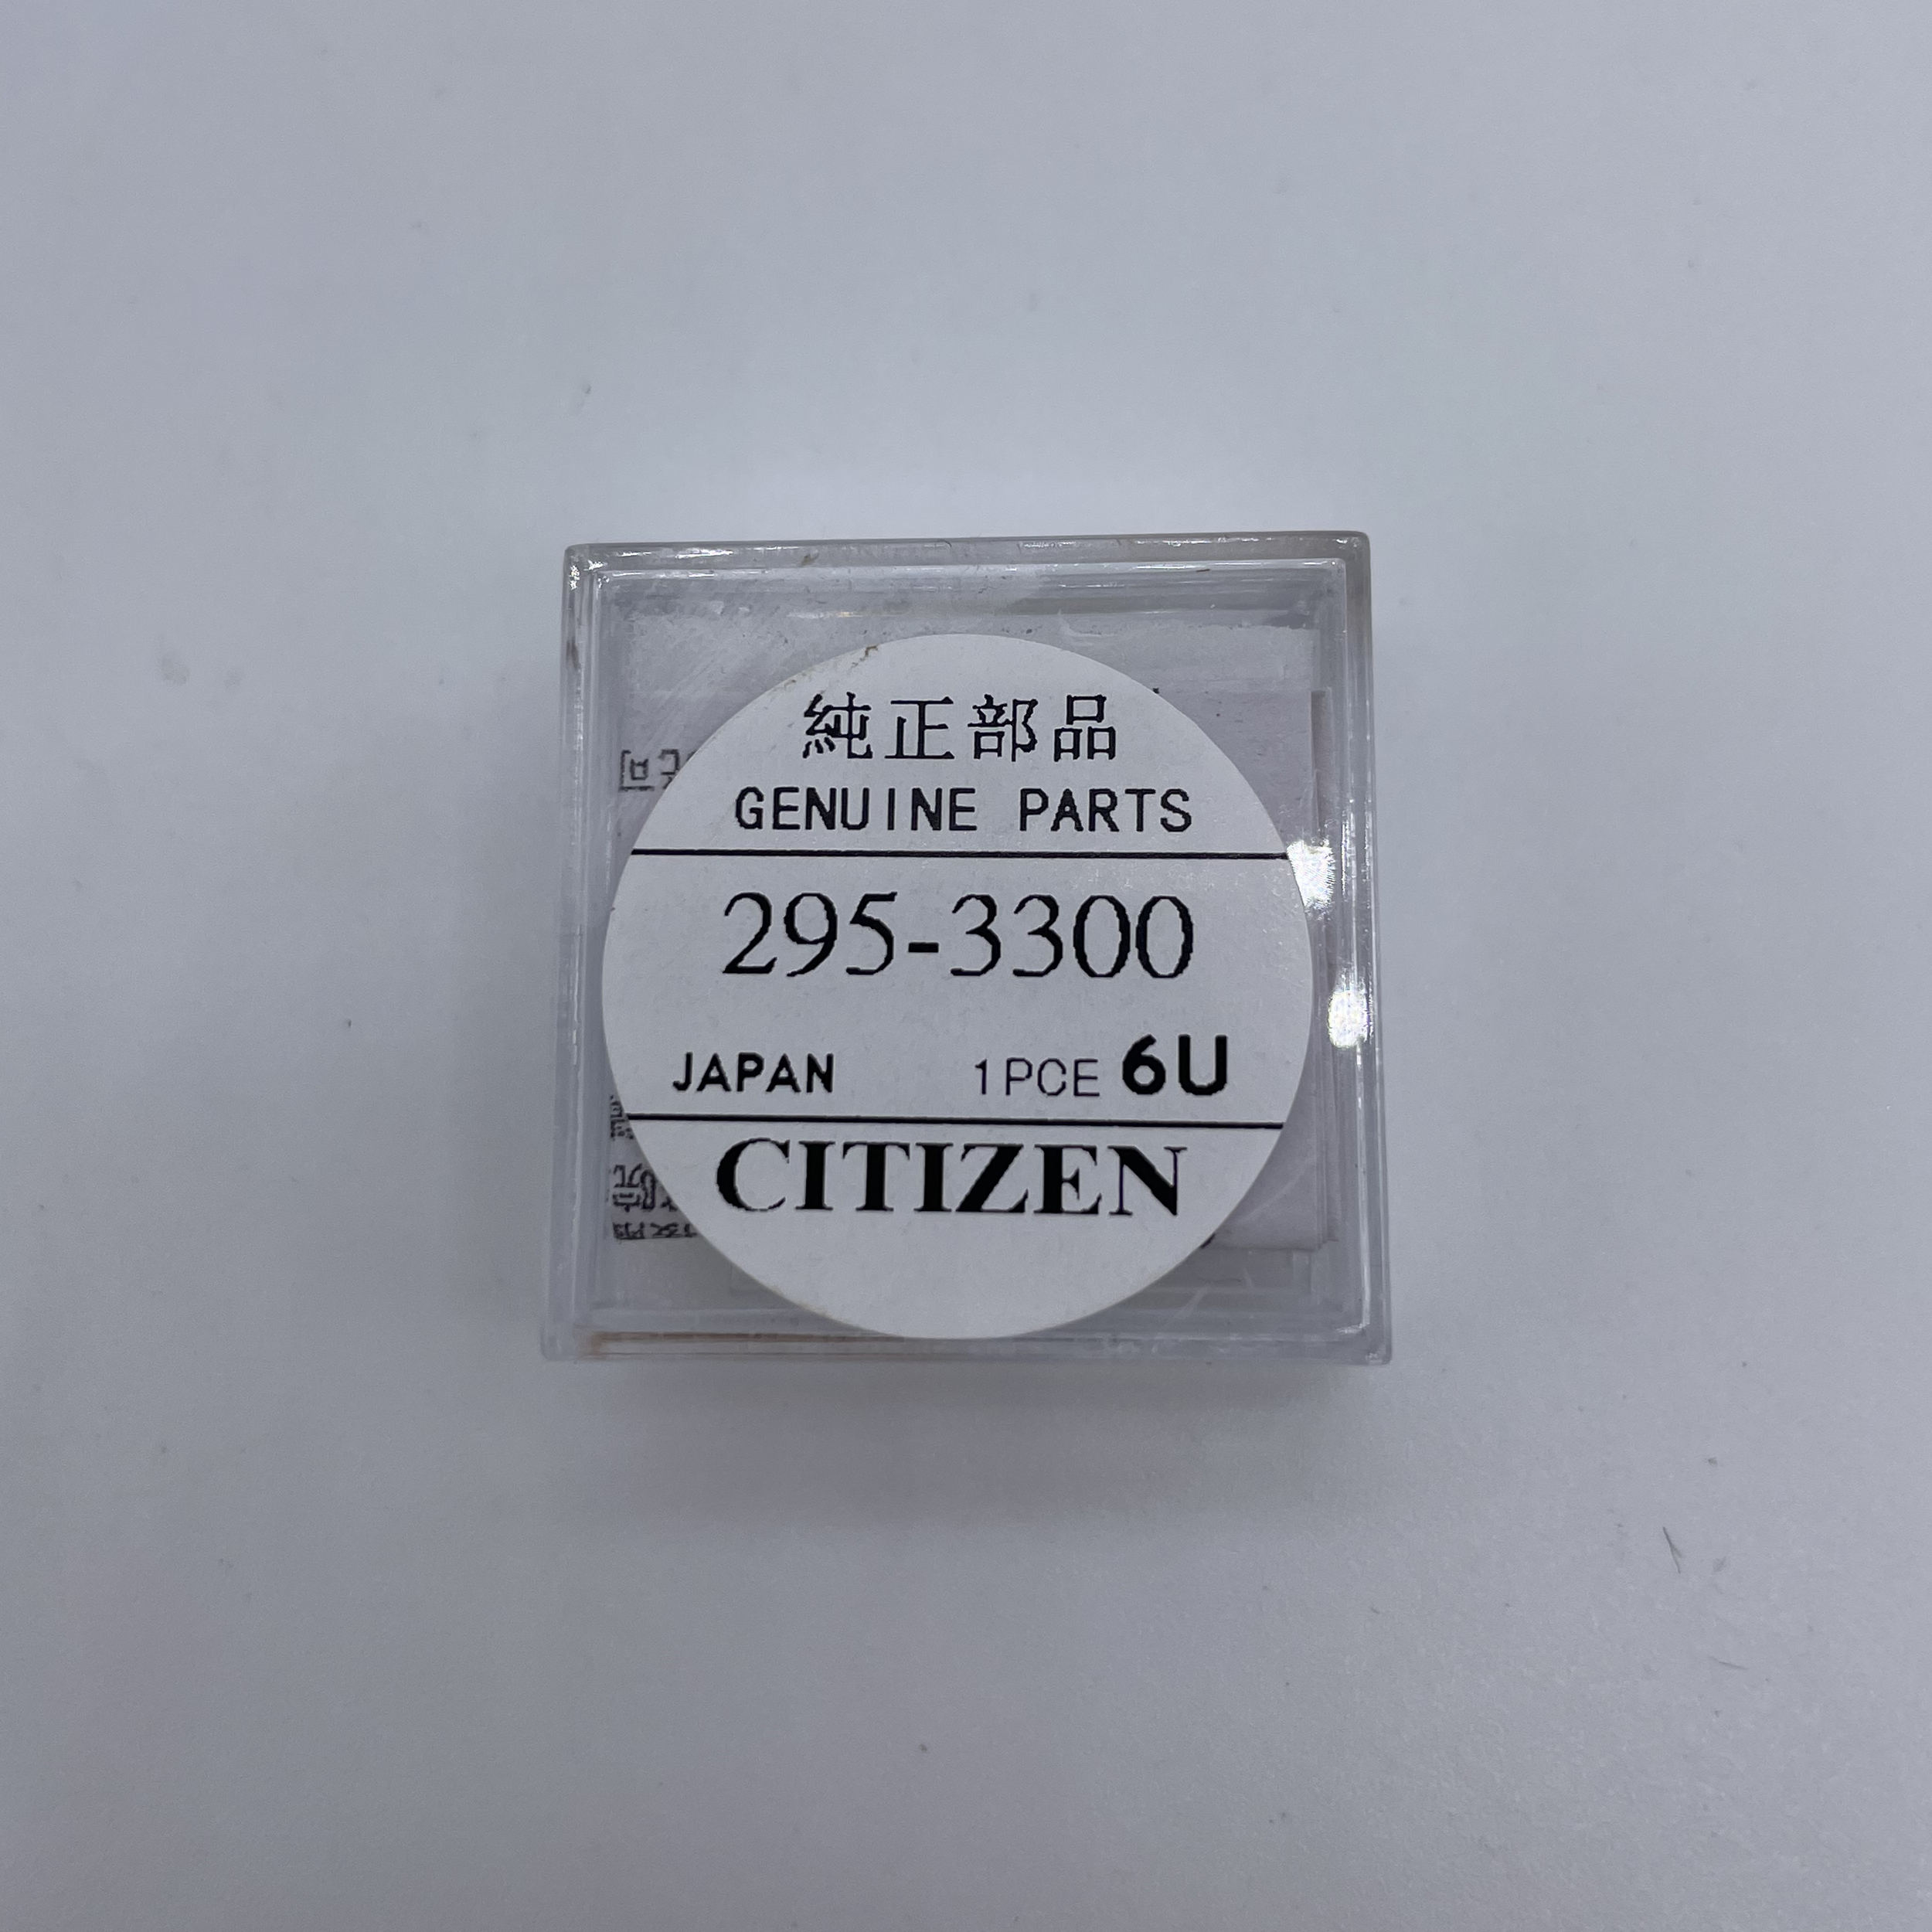 純正部品
GENUINE PARTS
295-3300
JAPAN 1PCE 6U
CITIZEN